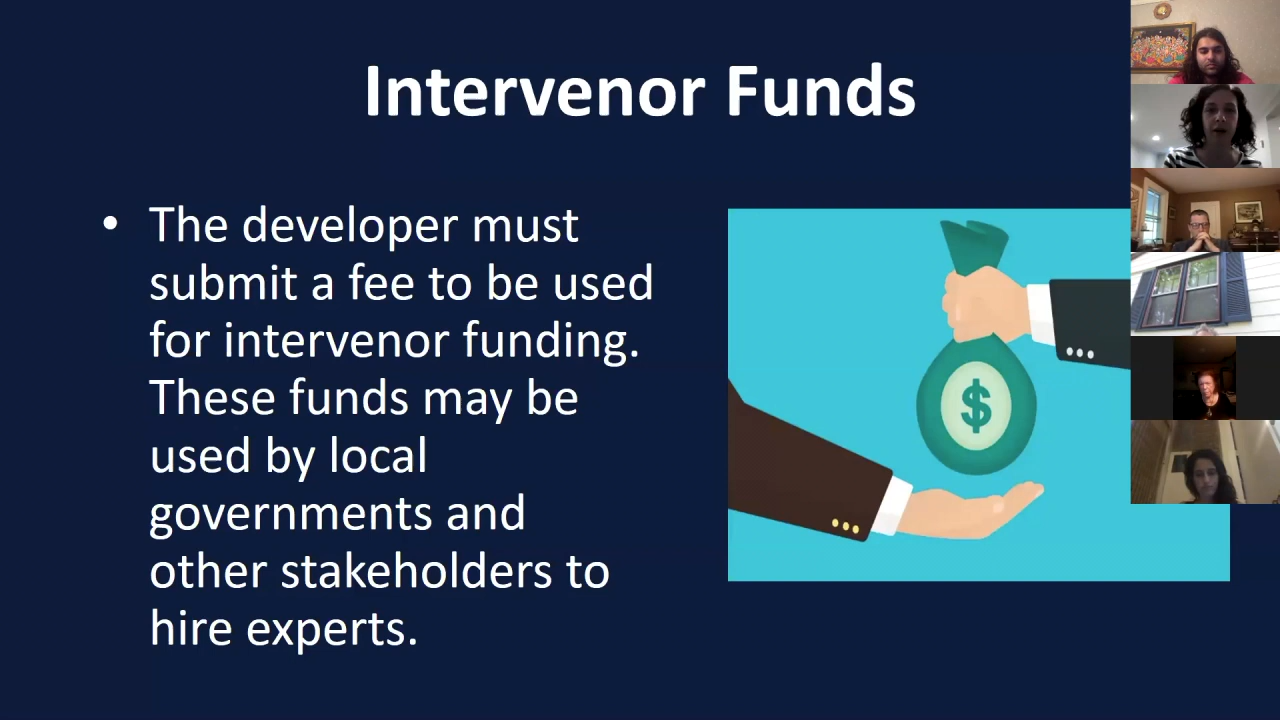 Intervenor Funds
• The developer must
submit a fee to be used
for intervenor funding.
These funds may be
used by local
governments and
other stakeholders to
hire experts.
$